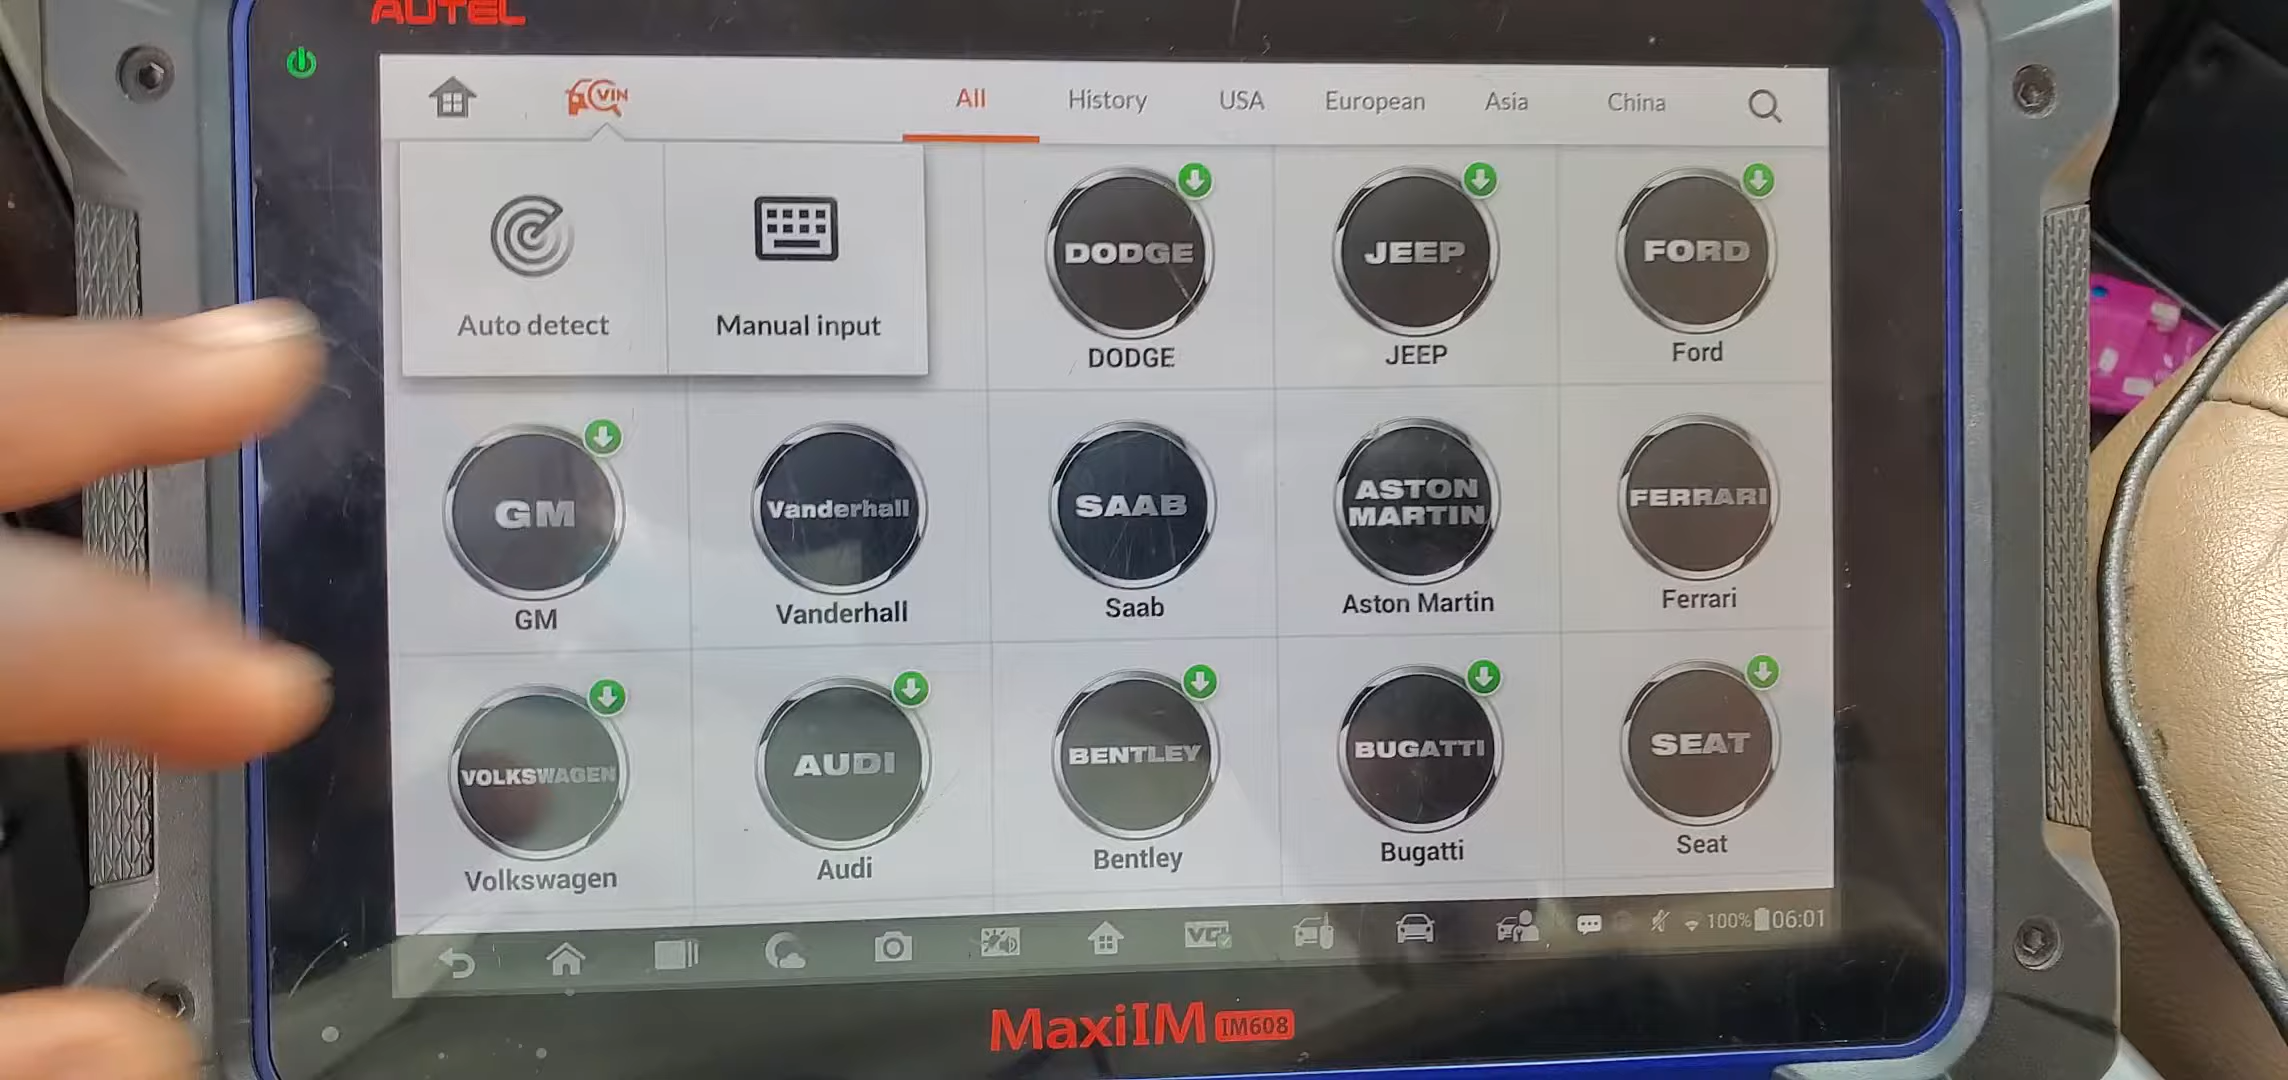 AUTEL
VIN
All
History
USA
European
Asia
China
Auto detect
Manual input
DODGE
DODGE
JEEP
JEEP
FORD
Ford
GM
GM
Vanderhall
Vanderhall
SAAB
Saab
ASTON
MARTIN
Aston Martin
FERRARI
Ferrari
VOLKSWAGEN
Volkswagen
AUDI
Audi
BENTLEY
Bentley
BUGATTI
Bugatti
SEAT
Seat
VCI
100% 06:01
MaxiIM IM608